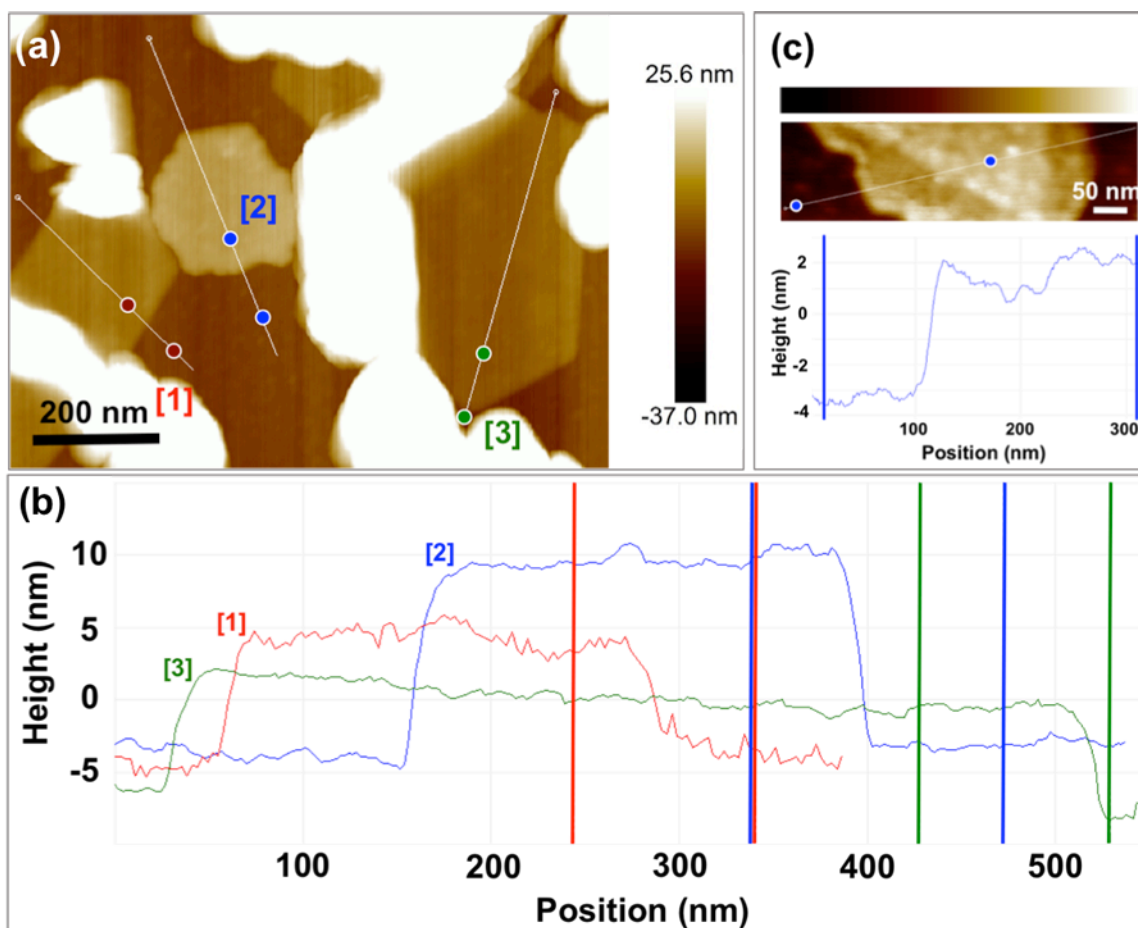 (a)
[2]
[1]
[3]
200 nm
25.6 nm
-37.0 nm
(c)
50 nm
Height (nm)
2
0
-2
-4
100
200
300
Position (nm)
(b)
Height (nm)
10
5
0
-5
[2]
[1]
[3]
100
200
300
400
500
Position (nm)